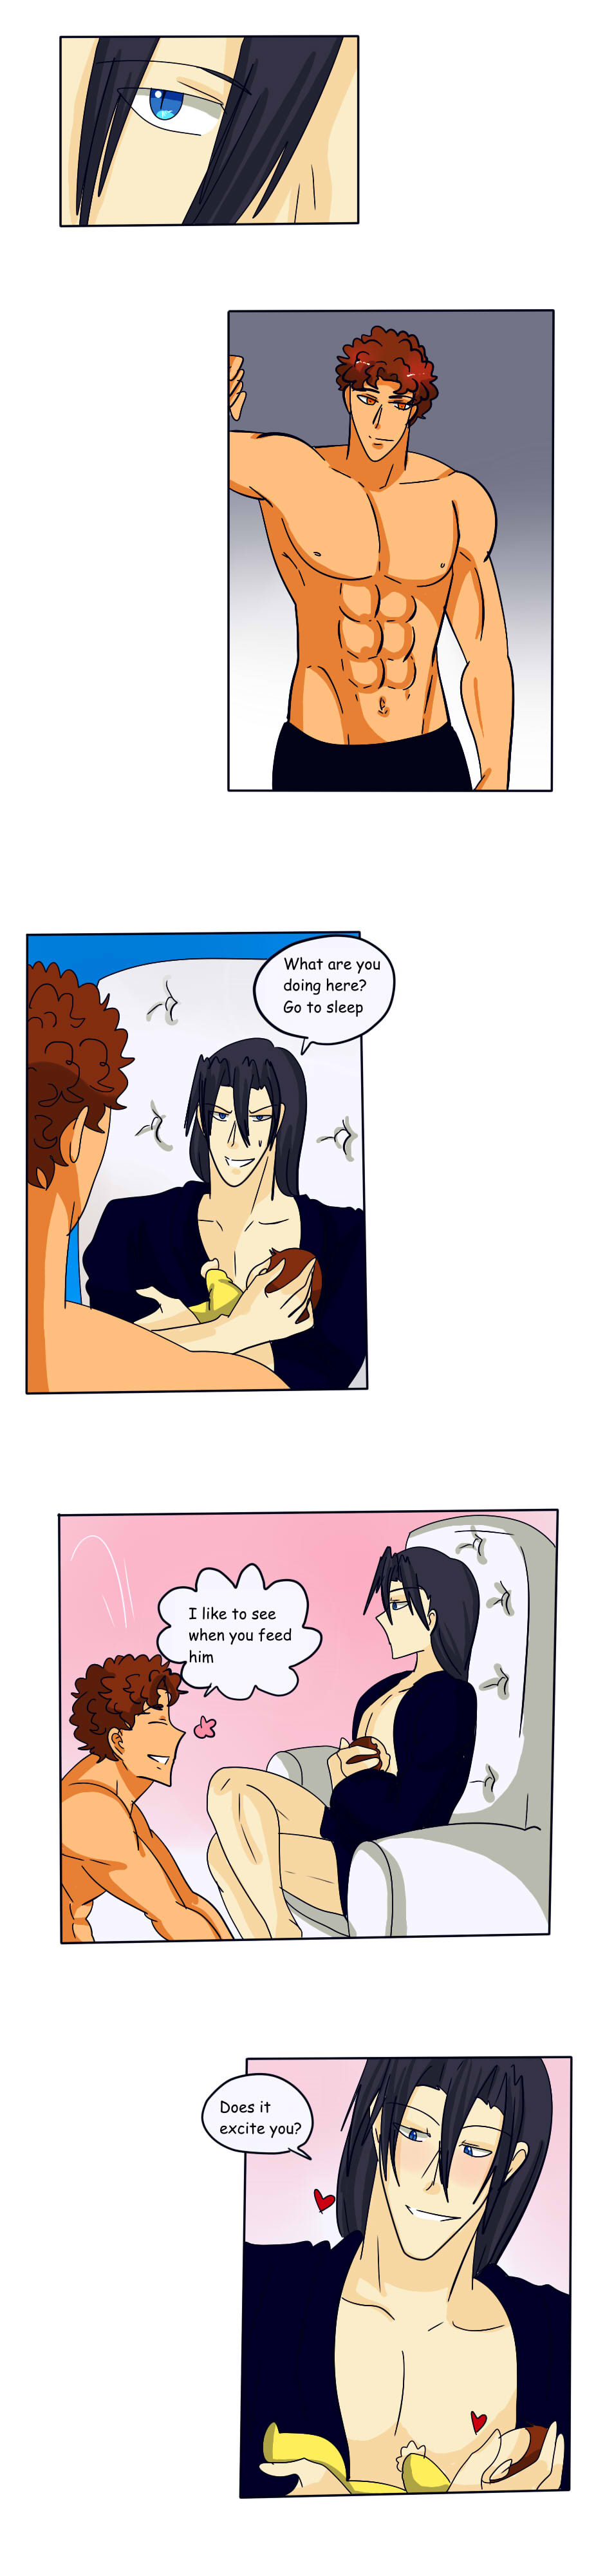 What are you
doing here?
Go to sleep
I like to see
when you feed
him
Does it
excite you?